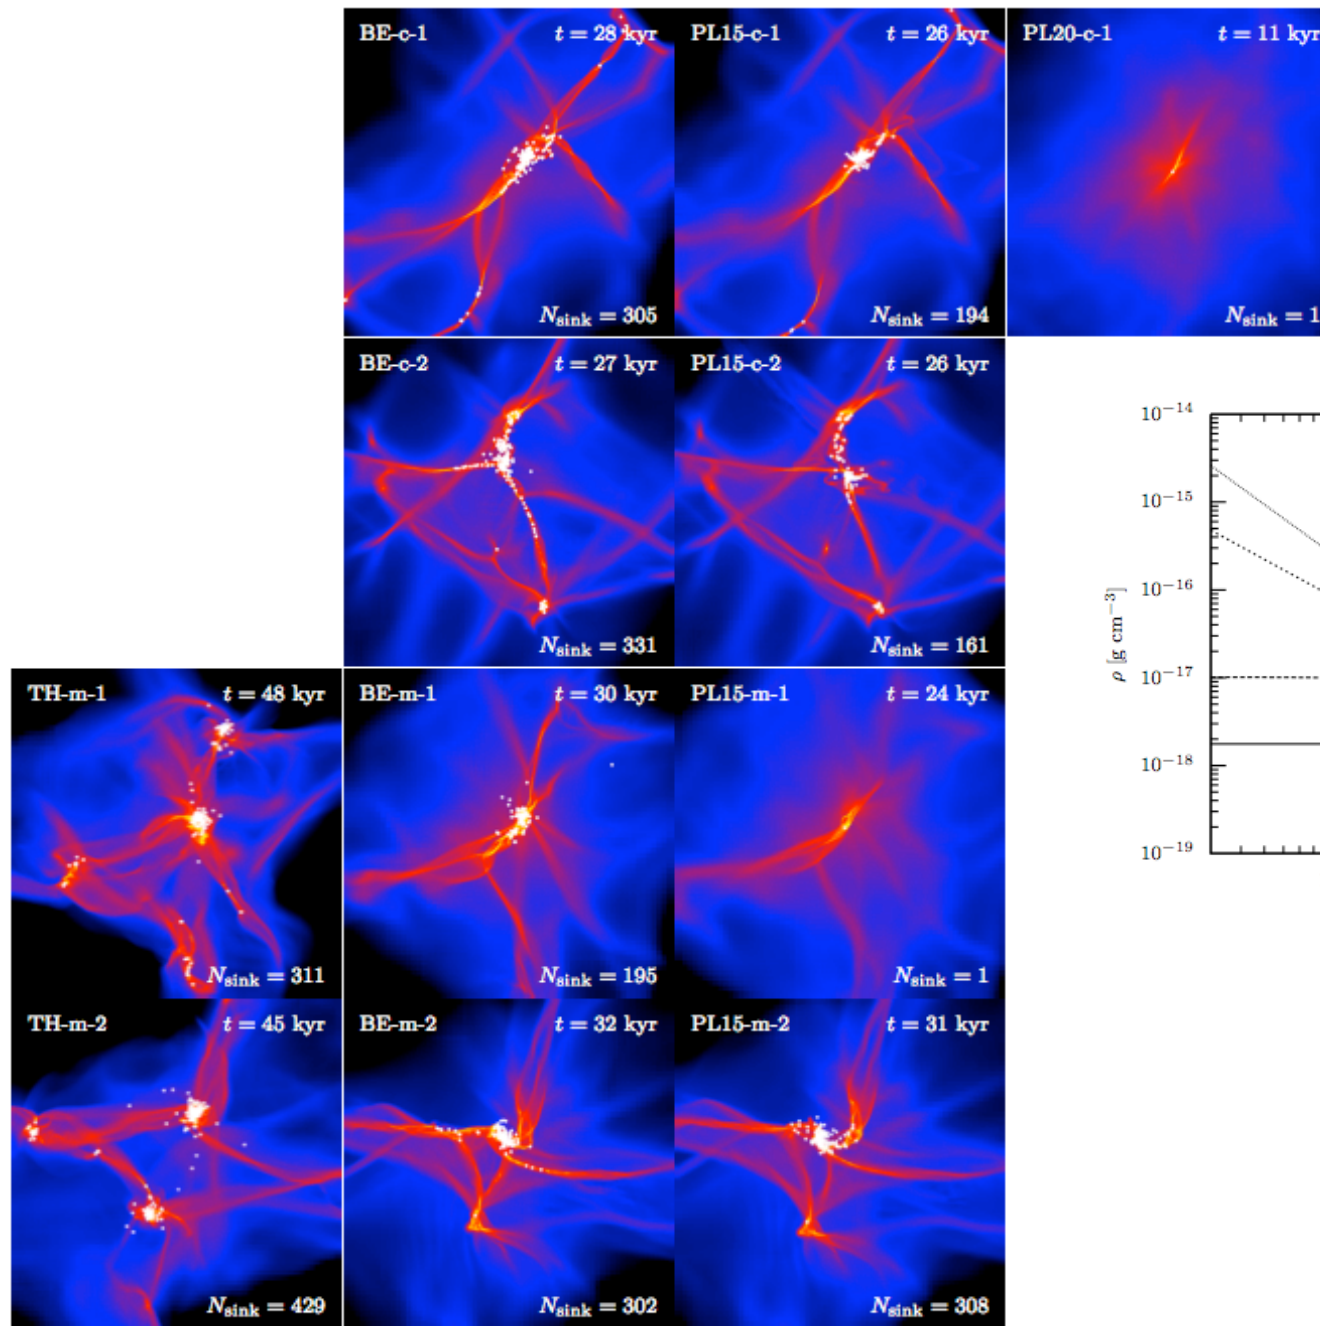 BE-c-1 t = 28 kyr
N_sink = 305
PL15-c-1 t = 26 kyr
N_sink = 194
PL20-c-1 t = 11 kyr
N_sink = 1
BE-c-2 t = 27 kyr
N_sink = 331
PL15-c-2 t = 26 kyr
N_sink = 161
10^−14
10^−15
10^−16
10^−17
10^−18
10^−19
ρ [g cm^−3]
TH-m-1 t = 48 kyr
N_sink = 311
BE-m-1 t = 30 kyr
N_sink = 195
PL15-m-1 t = 24 kyr
N_sink = 1
TH-m-2 t = 45 kyr
N_sink = 429
BE-m-2 t = 32 kyr
N_sink = 302
PL15-m-2 t = 31 kyr
N_sink = 308